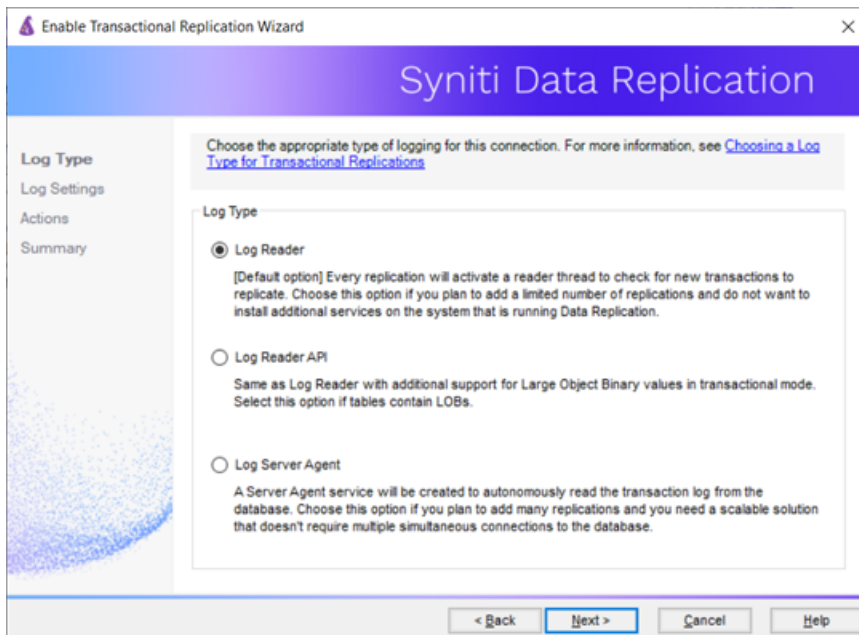 Enable Transactional Replication Wizard
Syniti Data Replication
Log Type
Log Settings
Actions
Summary
Choose the appropriate type of logging for this connection. For more information, see Choosing a Log
Type for Transactional Replications
Log Type
Log Reader
[Default option] Every replication will activate a reader thread to check for new transactions to
replicate. Choose this option if you plan to add a limited number of replications and do not want to
install additional services on the system that is running Data Replication.
Log Reader API
Same as Log Reader with additional support for Large Object Binary values in transactional mode.
Select this option if tables contain LOBs.
Log Server Agent
A Server Agent service will be created to autonomously read the transaction log from the
database. Choose this option if you plan to add many replications and you need a scalable solution
that doesn't require multiple simultaneous connections to the database.
< Back
Next >
Cancel
Help